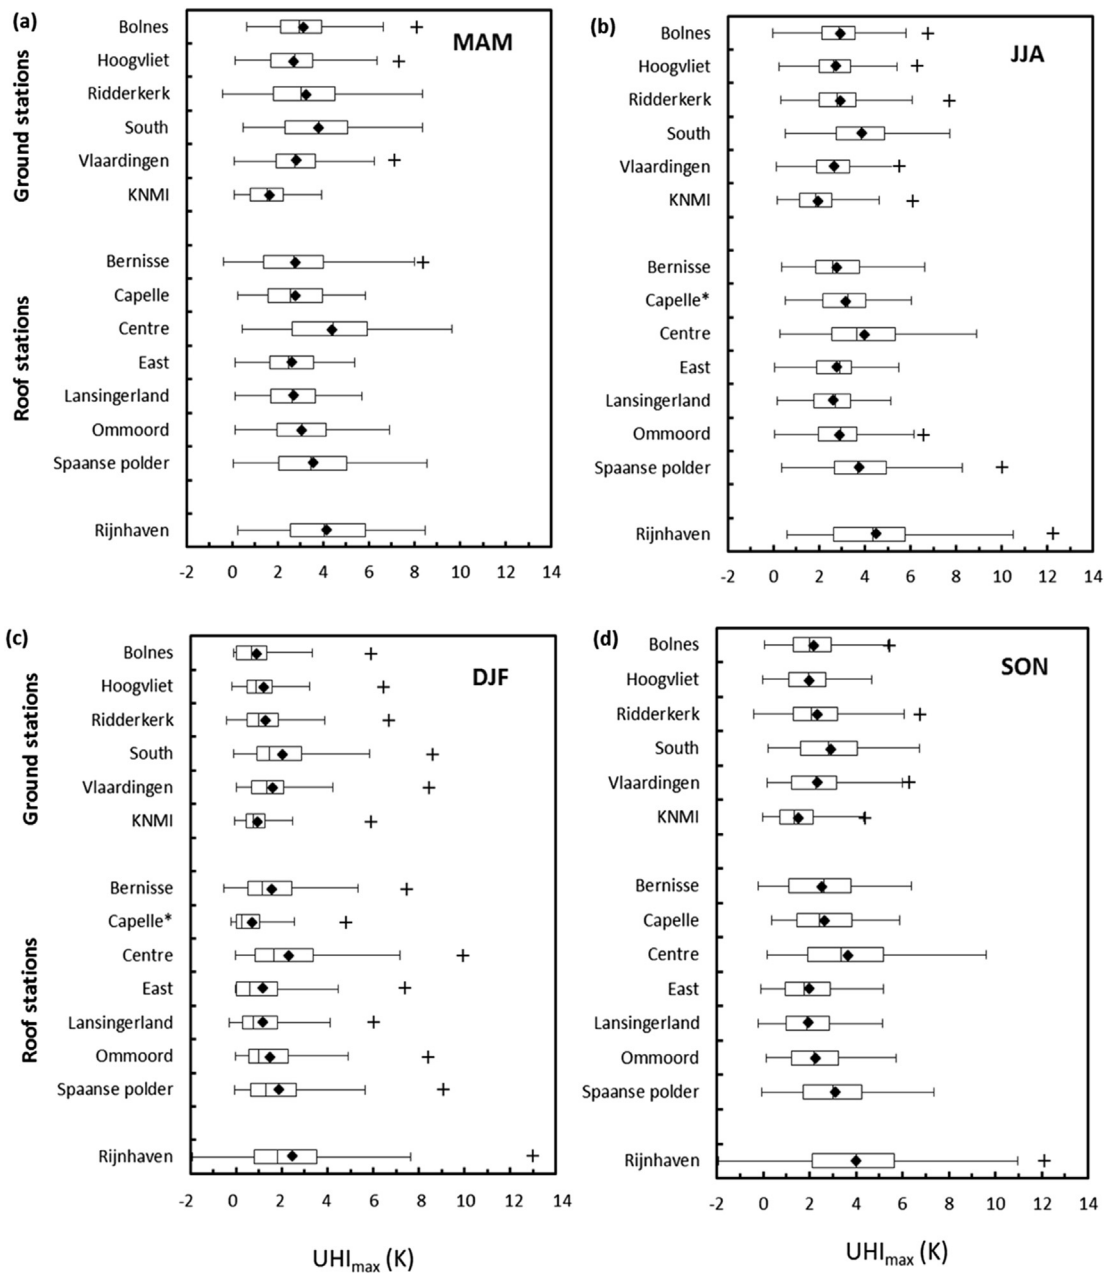 (a)
MAM
Ground stations
Bolnes
Hoogvliet
Ridderkerk
South
Vlaardingen
KNMI
Roof stations
Bernisse
Capelle
Centre
East
Lansingerland
Ommoord
Spaanse polder
Rijnhaven
-2 0 2 4 6 8 10 12 14
(b)
JJA
Bolnes
Hoogvliet
Ridderkerk
South
Vlaardingen
KNMI
Bernisse
Capelle*
Centre
East
Lansingerland
Ommoord
Spaanse polder
Rijnhaven
-2 0 2 4 6 8 10 12 14
(c)
DJF
Ground stations
Bolnes
Hoogvliet
Ridderkerk
South
Vlaardingen
KNMI
Roof stations
Bernisse
Capelle*
Centre
East
Lansingerland
Ommoord
Spaanse polder
Rijnhaven
-2 0 2 4 6 8 10 12 14
UHImax (K)
(d)
SON
Bolnes
Hoogvliet
Ridderkerk
South
Vlaardingen
KNMI
Bernisse
Capelle
Centre
East
Lansingerland
Ommoord
Spaanse polder
Rijnhaven
-2 0 2 4 6 8 10 12 14
UHImax (K)